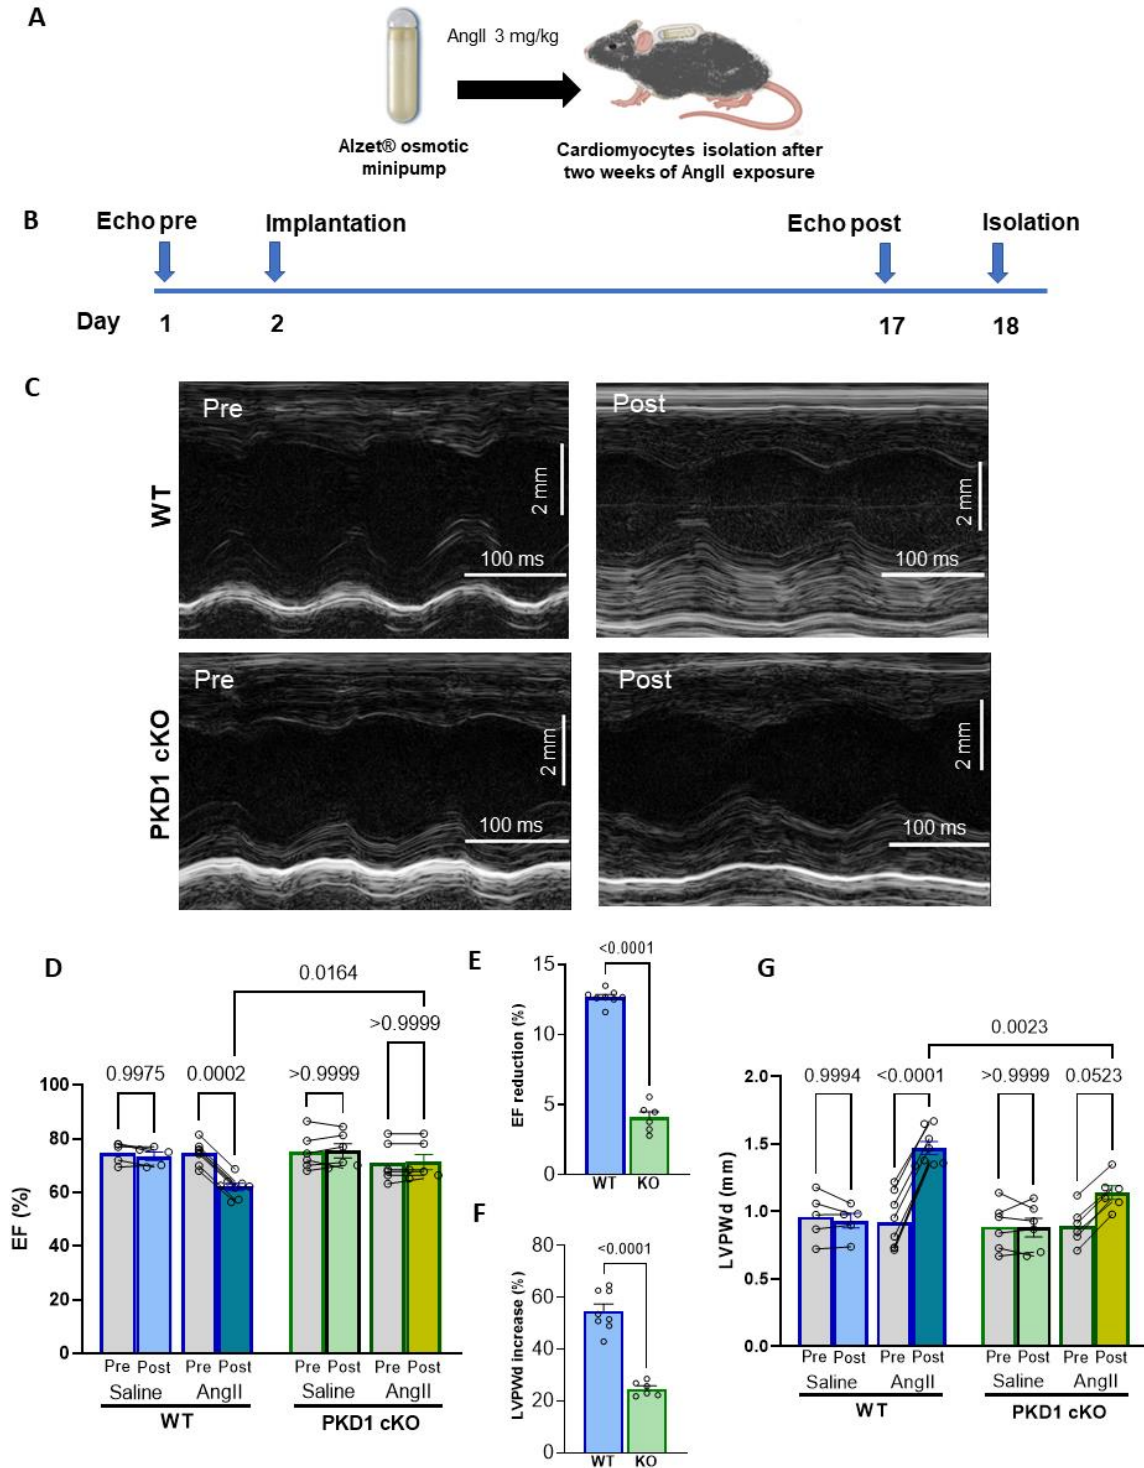 A
AngII 3 mg/kg
Alzet® osmotic
minipump
Cardiomyocytes isolation after
two weeks of AngII exposure
B
Echo pre
Implantation
Echo post
Isolation
Day
1
2
17
18
C
WT
Pre
2 mm
100 ms
Post
2 mm
100 ms
PKD1 cKO
Pre
2 mm
100 ms
Post
2 mm
100 ms
D
0.0164
>0.9999
0.9975
0.0002
>0.9999
EF (%)
100
80
60
40
20
0
Pre Post
Pre Post
Pre Post
Pre Post
Saline
AngII
Saline
AngII
WT
PKD1 cKO
E
<0.0001
EF reduction (%)
15
10
5
0
WT
KO
F
<0.0001
LVPWd increase (%)
80
60
40
20
0
WT
KO
G
0.0023
0.9994
<0.0001
>0.9999
0.0523
LVPWd (mm)
2.0
1.5
1.0
0.5
0.0
Pre Post
Pre Post
Pre Post
Pre Post
Saline
AngII
Saline
AngII
WT
PKD1 cKO